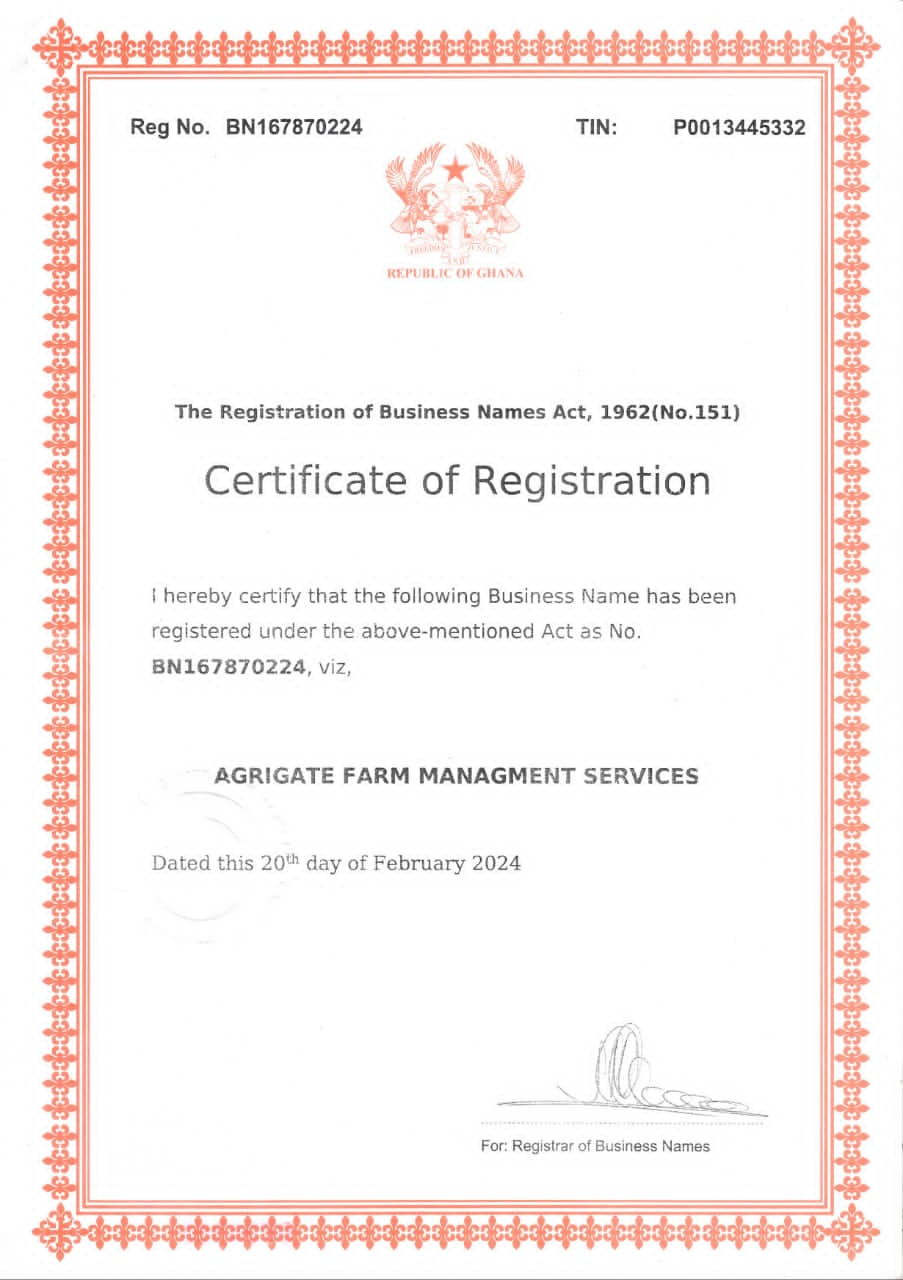 Reg No. BN167870224 TIN: P0013445332
FREEDOM AND JUSTICE
REPUBLIC OF GHANA
The Registration of Business Names Act, 1962(No.151)
Certificate of Registration
I hereby certify that the following Business Name has been
registered under the above-mentioned Act as No.
BN167870224, viz,
AGRIGATE FARM MANAGMENT SERVICES
Dated this 20th day of February 2024
For: Registrar of Business Names